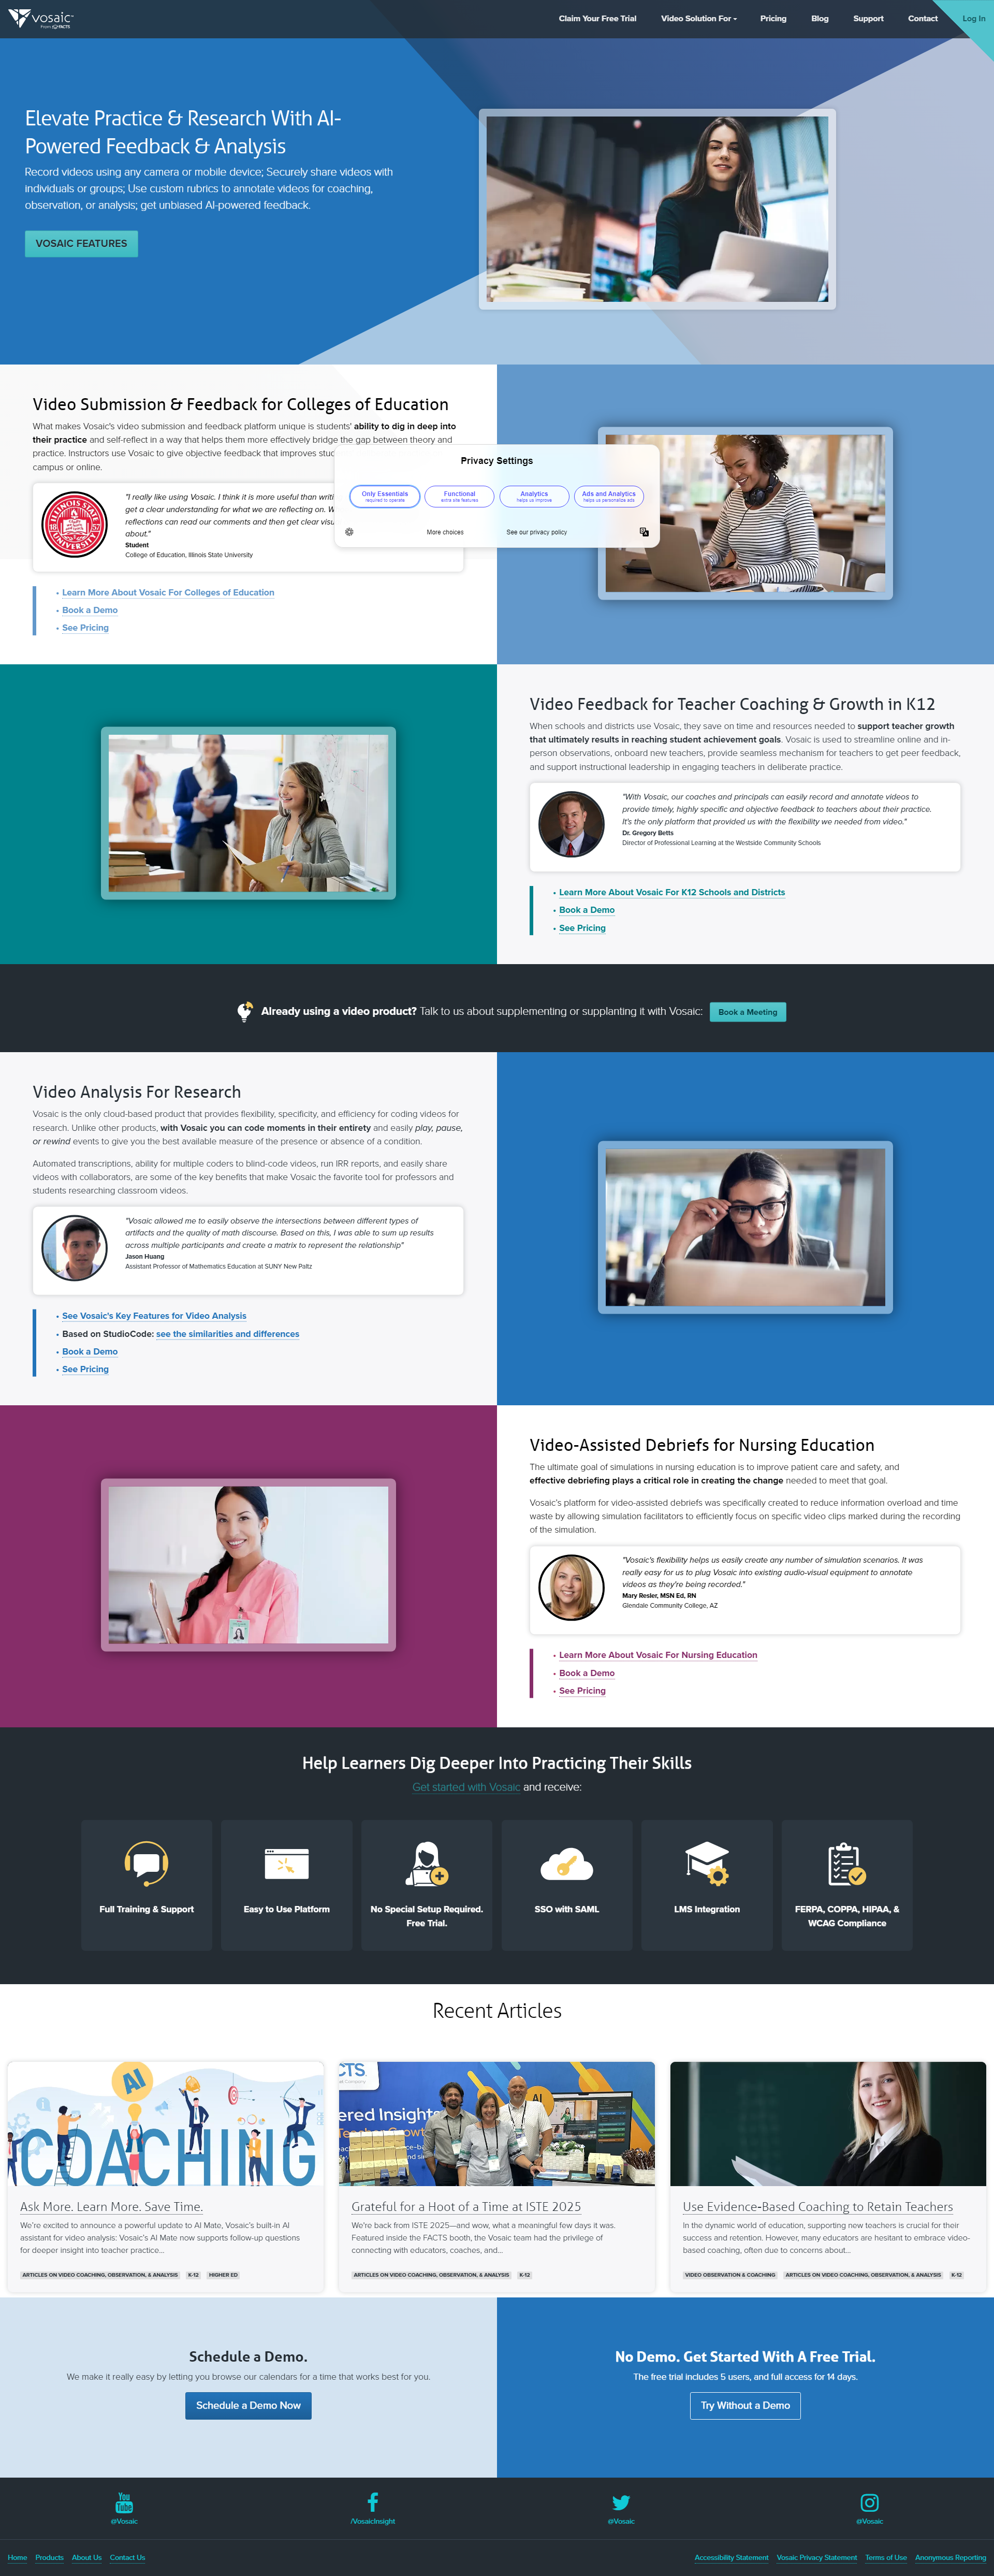 vosaic
From FACTS
Claim Your Free Trial
Video Solution For
Pricing
Blog
Support
Contact
Log In
Elevate Practice & Research With AI-
Powered Feedback & Analysis
Record videos using any camera or mobile device; Securely share videos with
individuals or groups; Use custom rubrics to annotate videos for coaching,
observation, or analysis; get unbiased AI-powered feedback.
VOSAIC FEATURES
Video Submission & Feedback for Colleges of Education
What makes Vosaic's video submission and feedback platform unique is students' ability to dig in deep into
their practice and self-reflect in a way that helps them more effectively bridge the gap between theory and
practice. Instructors use Vosaic to give objective feedback that improves
campus or online.
"I really like using Vosaic. I think it is more useful than
get a clear understanding for what we are reflecting on.
reflections can read our comments and then get clear
about."
Student
College of Education, Illinois State University
Privacy Settings
Only Essentials
required to operate
Functional
extra site features
Analytics
helps us improve
Ads and Analytics
helps us personalize ads
More choices
See our privacy policy
• Learn More About Vosaic For Colleges of Education
• Book a Demo
• See Pricing
Video Feedback for Teacher Coaching & Growth in K12
When schools and districts use Vosaic, they save on time and resources needed to support teacher growth
that ultimately results in reaching student achievement goals. Vosaic is used to streamline online and in-
person observations, onboard new teachers, provide seamless mechanism for teachers to get peer feedback,
and support instructional leadership in engaging teachers in deliberate practice.
"With Vosaic, our coaches and principals can easily record and annotate videos to
provide timely, highly specific and objective feedback to teachers about their practice.
It's the only platform that provided us with the flexibility we needed from video."
Dr. Gregory Betts
Director of Professional Learning at the Westside Community Schools
• Learn More About Vosaic For K12 Schools and Districts
• Book a Demo
• See Pricing
Already using a video product? Talk to us about supplementing or supplanting it with Vosaic:
Book a Meeting
Video Analysis For Research
Vosaic is the only cloud-based product that provides flexibility, specificity, and efficiency for coding videos for
research. Unlike other products, with Vosaic you can code moments in their entirety and easily play, pause,
or rewind events to give you the best available measure of the presence or absence of a condition.
Automated transcriptions, ability for multiple coders to blind-code videos, run IRR reports, and easily share
videos with collaborators, are some of the key benefits that make Vosaic the favorite tool for professors and
students researching classroom videos.
"Vosaic allowed me to easily observe the intersections between different types of
artifacts and the quality of math discourse. Based on this, I was able to sum up results
across multiple participants and create a matrix to represent the relationship"
Jason Huang
Assistant Professor of Mathematics Education at SUNY New Paltz
• See Vosaic's Key Features for Video Analysis
• Based on StudioCode: see the similarities and differences
• Book a Demo
• See Pricing
Video-Assisted Debriefs for Nursing Education
The ultimate goal of simulations in nursing education is to improve patient care and safety, and
effective debriefing plays a critical role in creating the change needed to meet that goal.
Vosaic's platform for video-assisted debriefs was specifically created to reduce information overload and time
waste by allowing simulation facilitators to efficiently focus on specific video clips marked during the recording
of the simulation.
"Vosaic's flexibility helps us easily create any number of simulation scenarios. It was
really easy for us to plug Vosaic into existing audio-visual equipment to annotate
videos as they're being recorded."
Mary Resler, MSN Ed, RN
Glendale Community College, AZ
• Learn More About Vosaic For Nursing Education
• Book a Demo
• See Pricing
Help Learners Dig Deeper Into Practicing Their Skills
Get started with Vosaic and receive:
Full Training & Support
Easy to Use Platform
No Special Setup Required.
Free Trial.
SSO with SAML
LMS Integration
FERPA, COPPA, HIPAA, &
WCAG Compliance
Recent Articles
AI
COACHING
CTS
ered Insight
AI
Ask More. Learn More. Save Time.
We're excited to announce a powerful update to AI Mate, Vosaic's built-in AI
assistant for video analysis: Vosaic's AI Mate now supports follow-up questions
for deeper insight into teacher practice...
ARTICLES ON VIDEO COACHING, OBSERVATION, & ANALYSIS
K-12
HIGHER ED
Grateful for a Hoot of a Time at ISTE 2025
We're back from ISTE 2025—and wow, what a meaningful few days it was.
Featured inside the FACTS booth, the Vosaic team had the privilege of
connecting with educators, coaches, and...
ARTICLES ON VIDEO COACHING, OBSERVATION, & ANALYSIS
K-12
Use Evidence-Based Coaching to Retain Teachers
In the dynamic world of education, supporting new teachers is crucial for their
success and retention. However, many educators are hesitant to embrace video-
based coaching, often due to concerns about...
VIDEO OBSERVATION & COACHING
ARTICLES ON VIDEO COACHING, OBSERVATION, & ANALYSIS
K-12
Schedule a Demo.
We make it really easy by letting you browse our calendars for a time that works best for you.
Schedule a Demo Now
No Demo. Get Started With A Free Trial.
The free trial includes 5 users, and full access for 14 days.
Try Without a Demo
You
Tube
@Vosaic
/VosaicInsight
@Vosaic
@Vosaic
Home
Products
About Us
Contact Us
Accessibility Statement
Vosaic Privacy Statement
Terms of Use
Anonymous Reporting